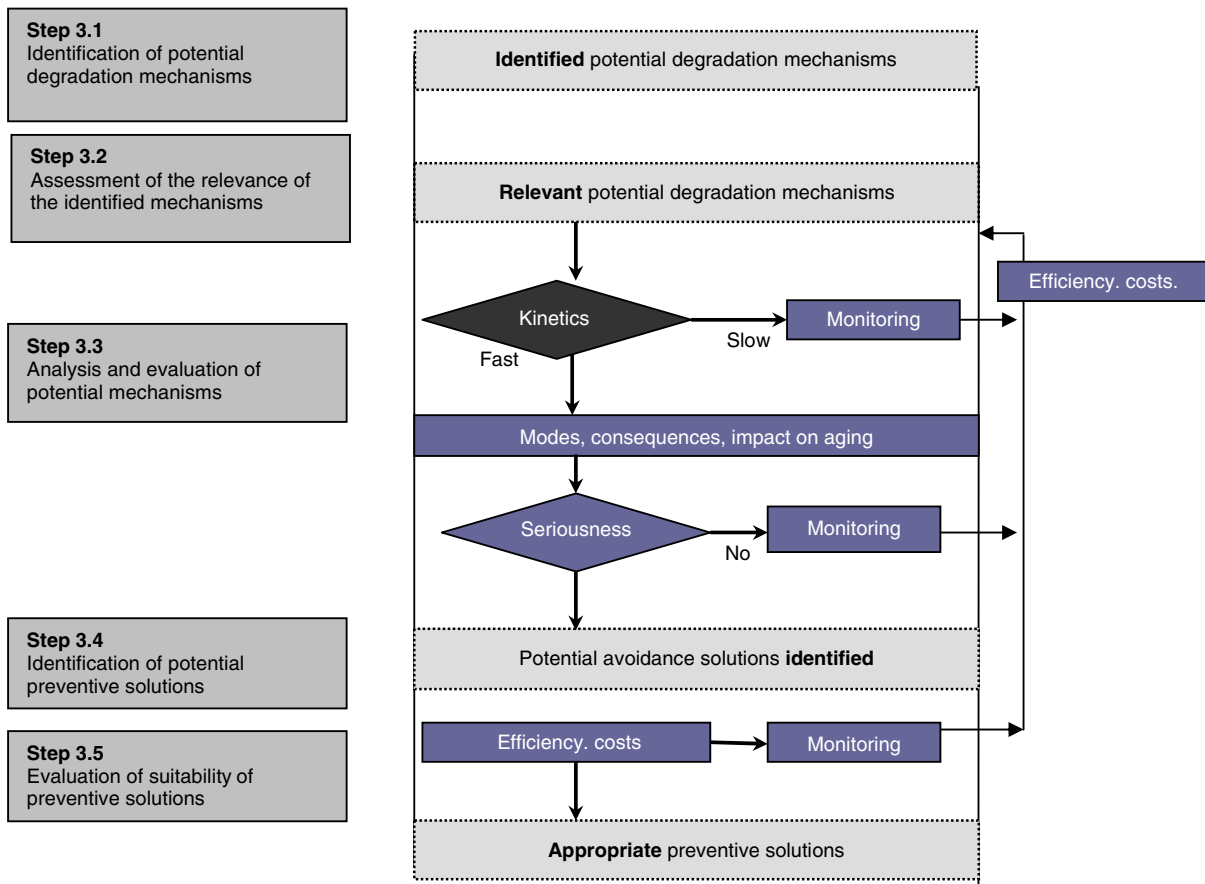 Step 3.1
Identification of potential
degradation mechanisms
Identified potential degradation mechanisms
Step 3.2
Assessment of the relevance of
the identified mechanisms
Relevant potential degradation mechanisms
Efficiency. costs.
Kinetics
Monitoring
Slow
Fast
Step 3.3
Analysis and evaluation of
potential mechanisms
Modes, consequences, impact on aging
Seriousness
Monitoring
No
Step 3.4
Identification of potential
preventive solutions
Potential avoidance solutions identified
Efficiency. costs
Monitoring
Step 3.5
Evaluation of suitability of
preventive solutions
Appropriate preventive solutions